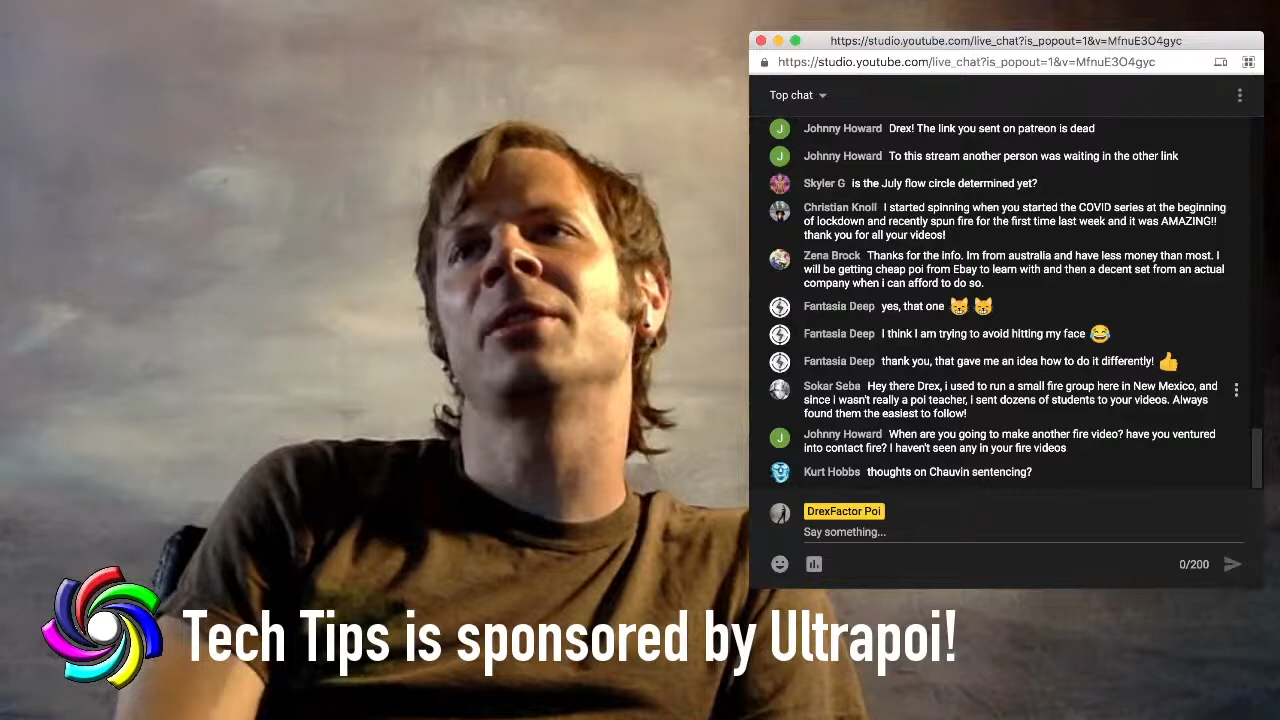 https://studio.youtube.com/live_chat?is_popout=1&v=MfnuE3O4gyc
https://studio.youtube.com/live_chat?is_popout=1&v=MfnuE3O4gyc
Top chat
J Johnny Howard Drex! The link you sent on patreon is dead
J Johnny Howard To this stream another person was waiting in the other link
Skyler G is the July flow circle determined yet?
Christian Knoll I started spinning when you started the COVID series at the beginning
of lockdown and recently spun fire for the first time last week and it was AMAZING!!
thank you for all your videos!
Zena Brock Thanks for the info. Im from australia and have less money than most. I
will be getting cheap poi from Ebay to learn with and then a decent set from an actual
company when i can afford to do so.
Fantasia Deep yes, that one 😸 😸
Fantasia Deep I think I am trying to avoid hitting my face 😂
Fantasia Deep thank you, that gave me an idea how to do it differently! 👍
Sokar Seba Hey there Drex, i used to run a small fire group here in New Mexico, and
since i wasn't really a poi teacher, i sent dozens of students to your videos. Always
found them the easiest to follow!
J Johnny Howard When are you going to make another fire video? have you ventured
into contact fire? I haven't seen any in your fire videos
Kurt Hobbs thoughts on Chauvin sentencing?
DrexFactor Poi
Say something...
0/200
Tech Tips is sponsored by Ultrapoi!